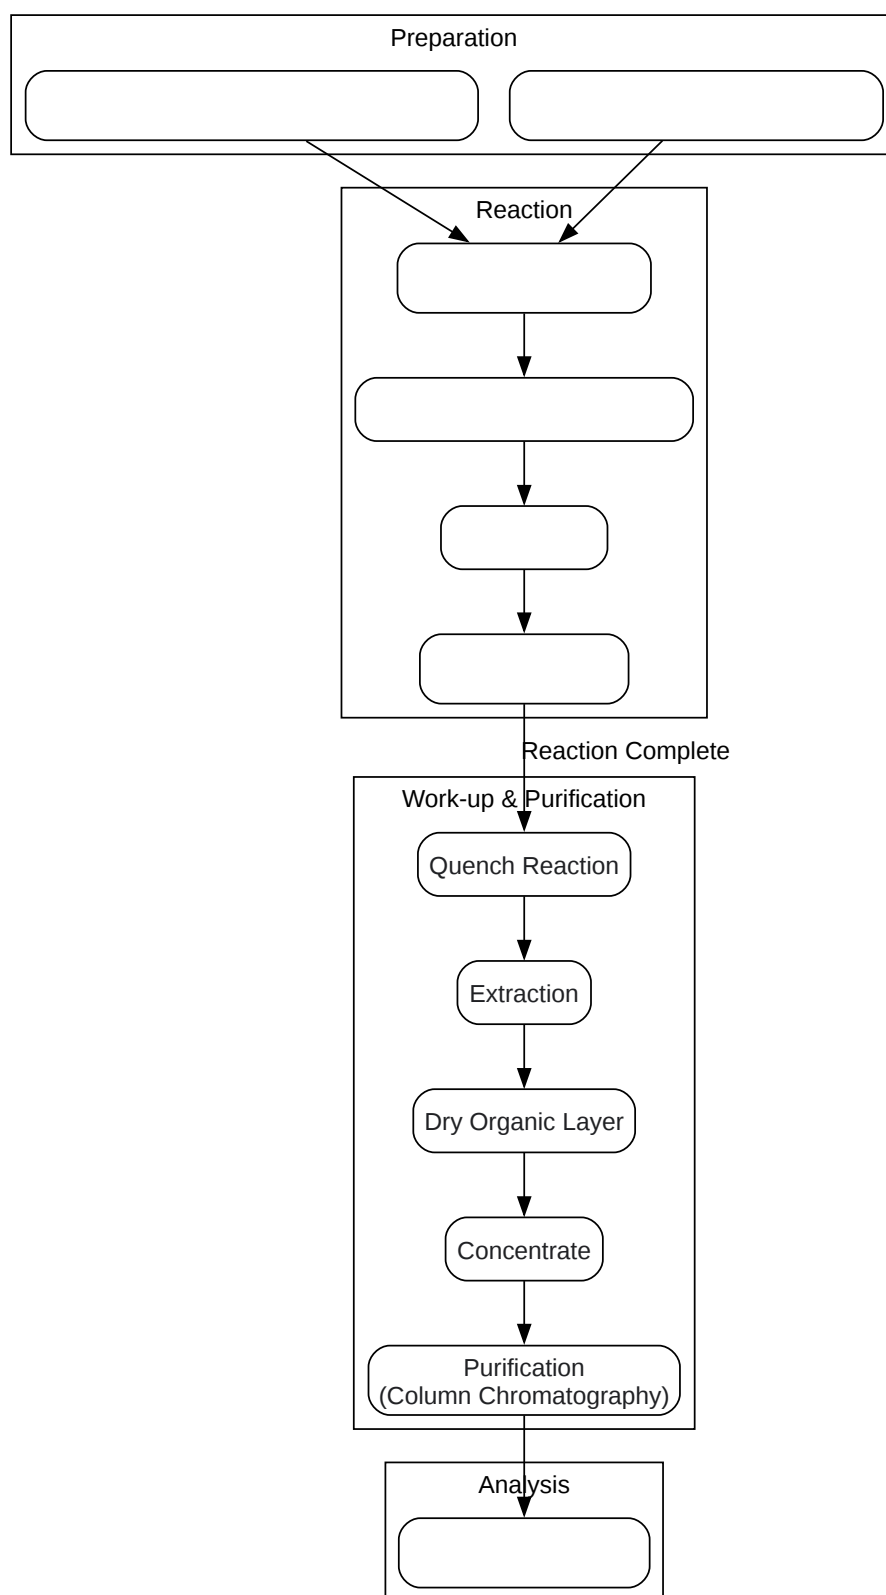 Preparation
Reaction
Reaction Complete
Work-up & Purification
Quench Reaction
Extraction
Dry Organic Layer
Concentrate
Purification
(Column Chromatography)
Analysis